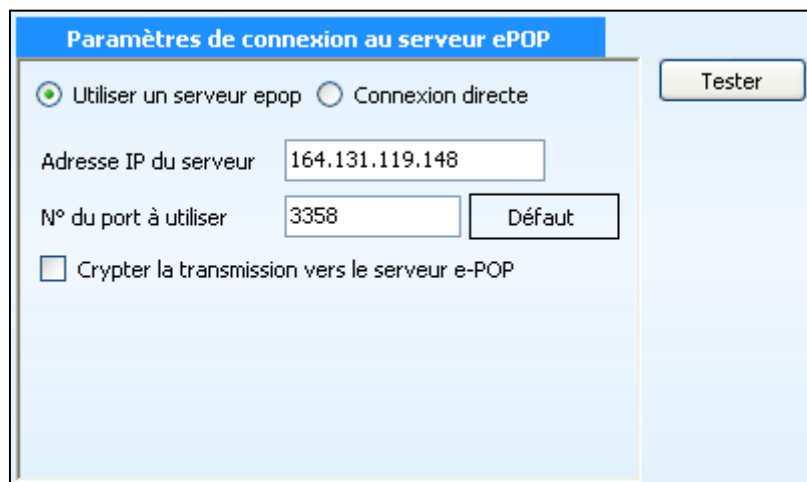 Paramètres de connexion au serveur ePOP
Utiliser un serveur epop Connexion directe
Tester
Adresse IP du serveur 164.131.119.148
N° du port à utiliser 3358 Défaut
Crypter la transmission vers le serveur e-POP